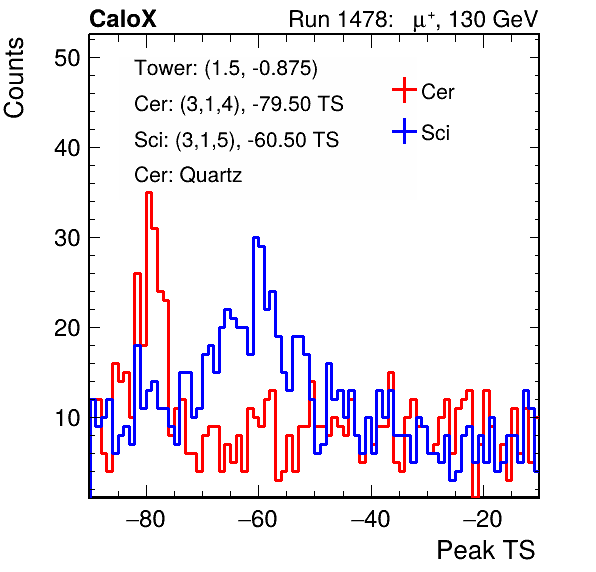 CaloX
Run 1478: μ⁺, 130 GeV
Counts
Tower: (1.5, -0.875)
Cer: (3,1,4), -79.50 TS
Sci: (3,1,5), -60.50 TS
Cer: Quartz
Cer
Sci
50
40
30
20
10
−80 −60 −40 −20
Peak TS